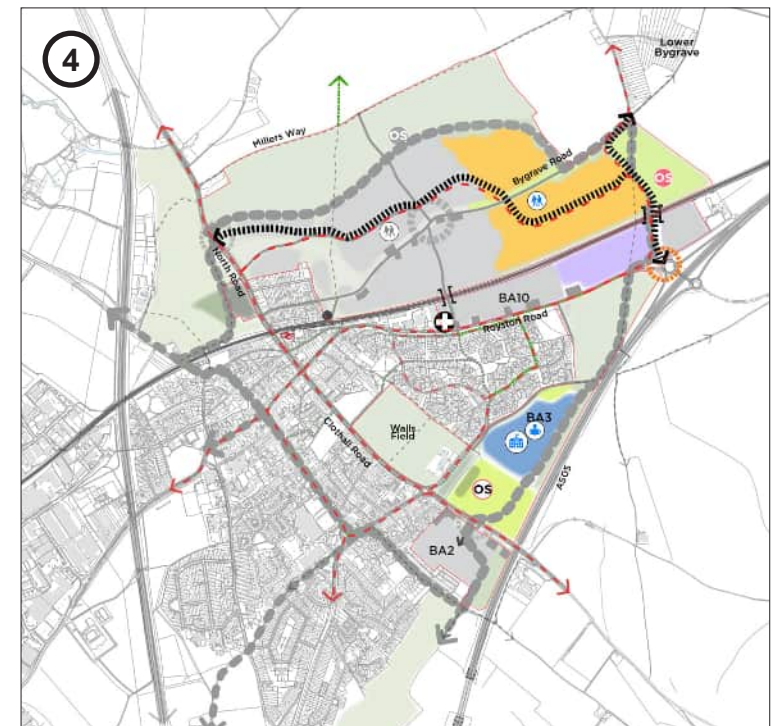 4
Lower
Bygrave
Millers Way
OS
Bygrave Road
OS
North Road
BA10
Royston Road
Walls
Field
BA3
Clothall Road
A505
OS
BA2